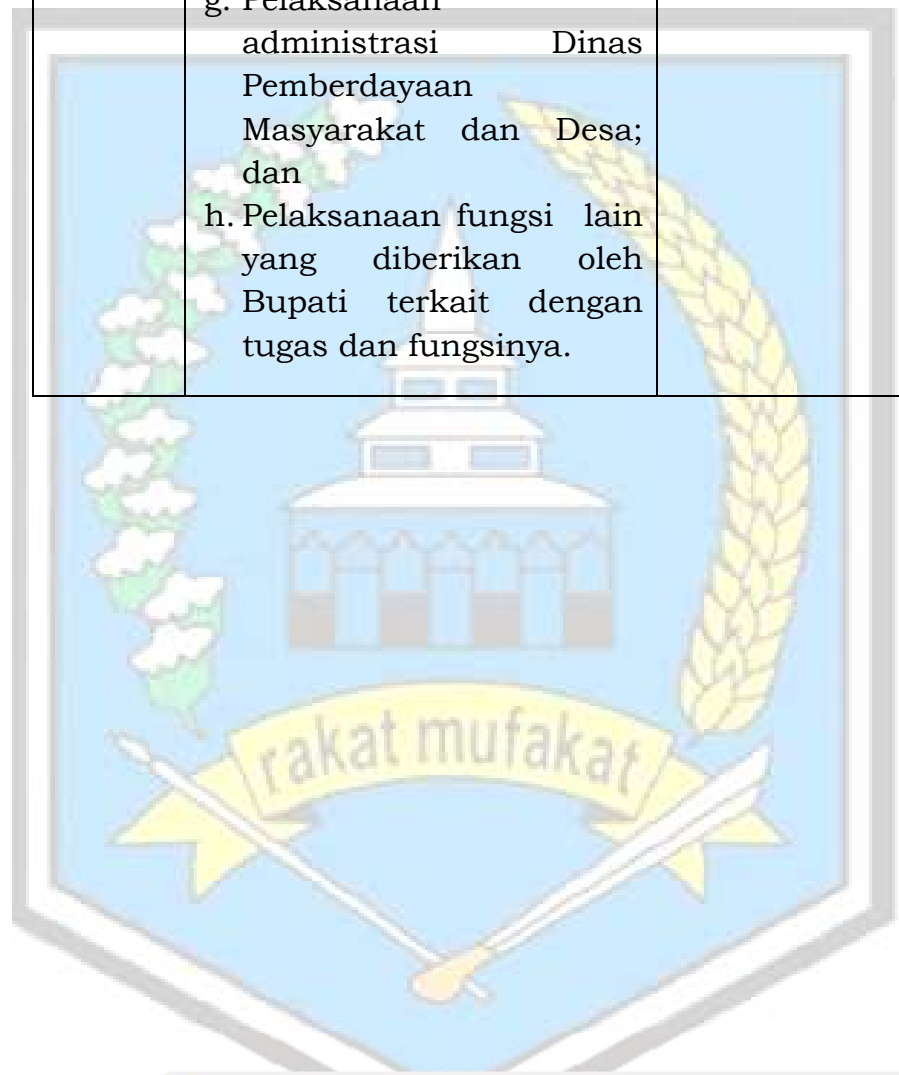 g. Pelaksanaan
administrasi Dinas
Pemberdayaan
Masyarakat dan Desa;
dan
h. Pelaksanaan fungsi lain
yang diberikan oleh
Bupati terkait dengan
tugas dan fungsinya.
rakat mufakat